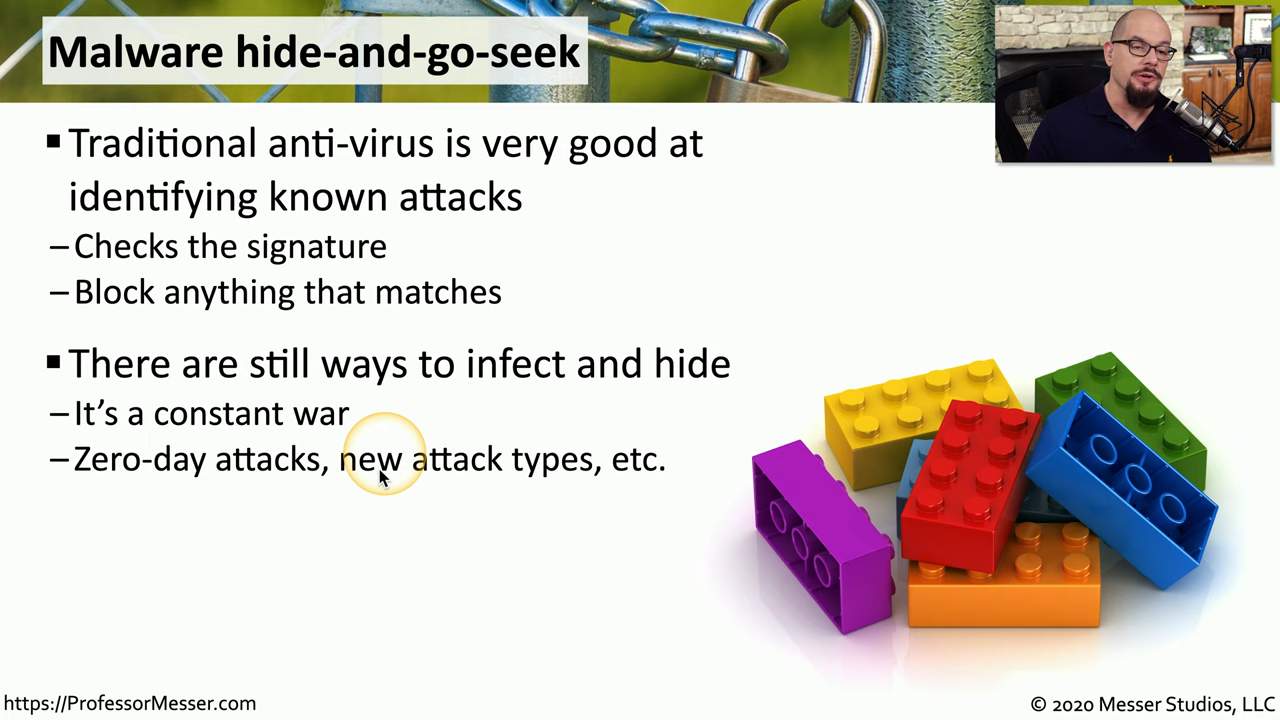 Malware hide-and-go-seek
▪ Traditional anti-virus is very good at
identifying known attacks
– Checks the signature
– Block anything that matches
▪ There are still ways to infect and hide
– It’s a constant war
– Zero-day attacks, new attack types, etc.
https://ProfessorMesser.com
© 2020 Messer Studios, LLC